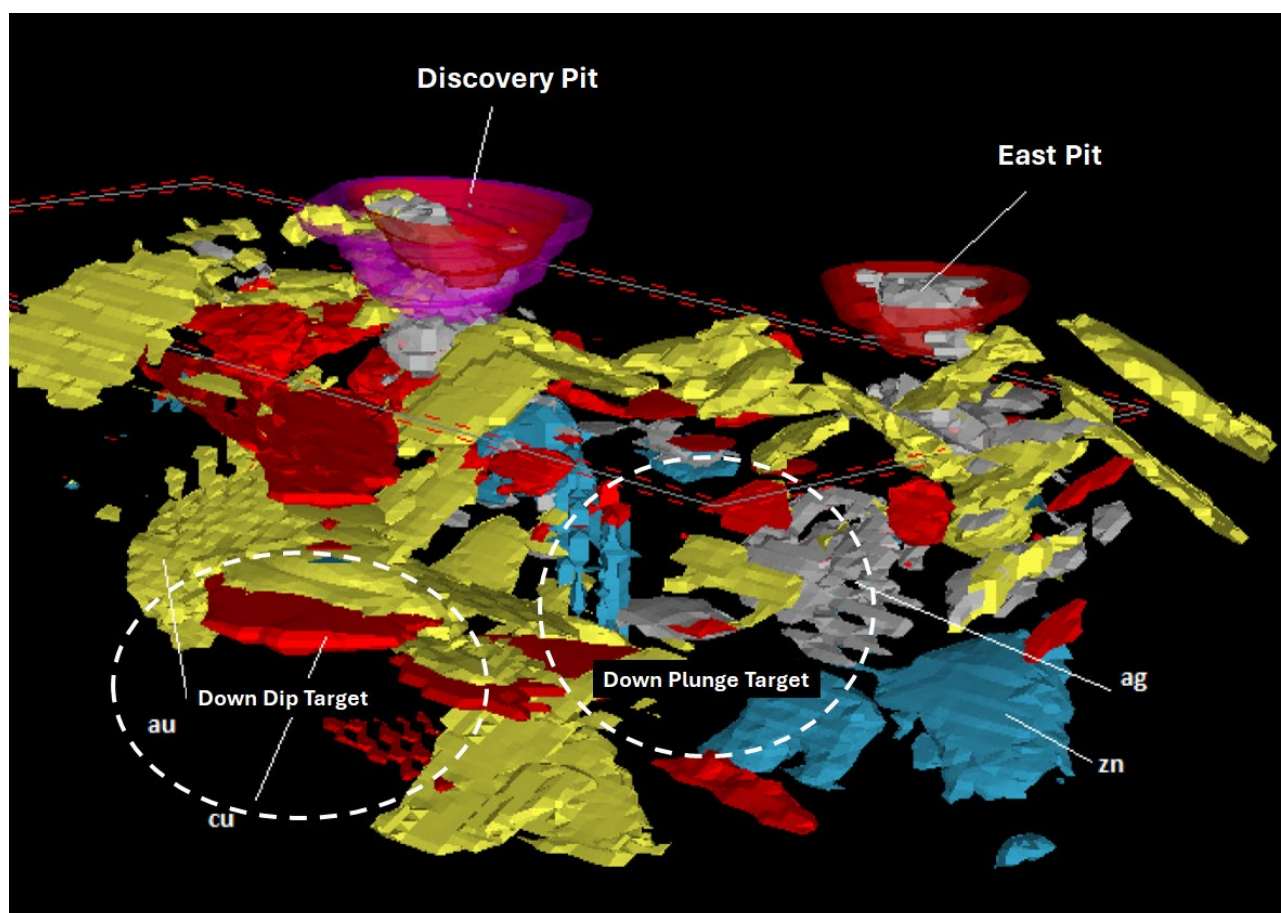 Discovery Pit
East Pit
Down Plunge Target
ag
Down Dip Target
au
zn
cu